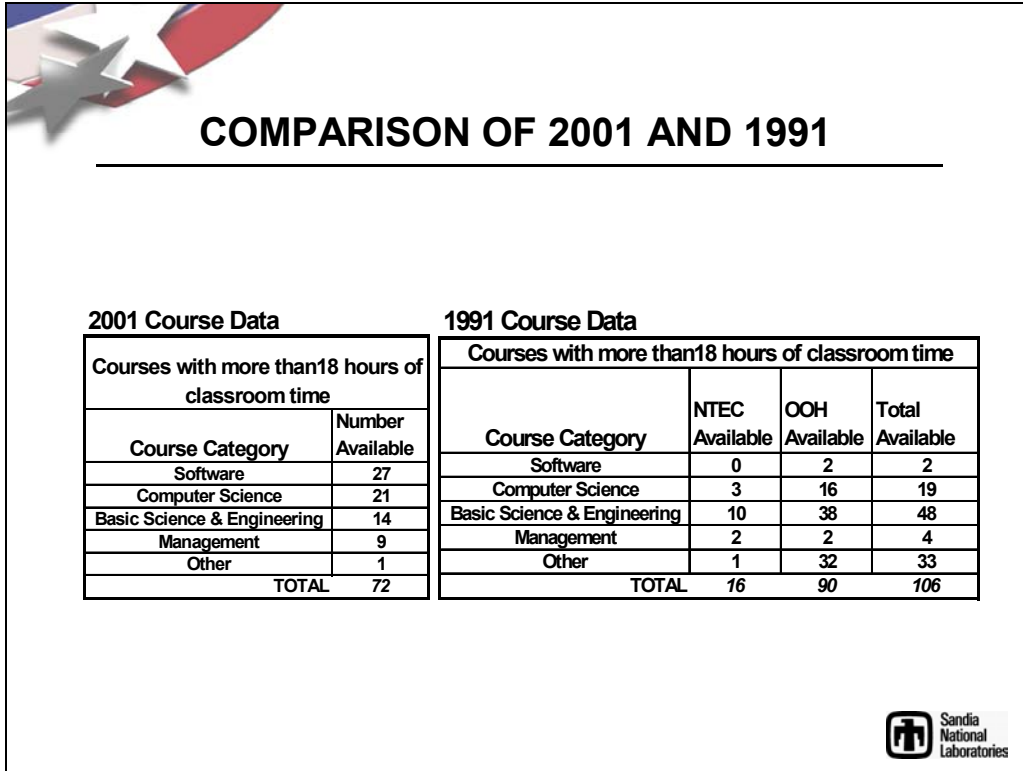 COMPARISON OF 2001 AND 1991
2001 Course Data
Courses with more than18 hours of
classroom time
Course Category Number Available
Software 27
Computer Science 21
Basic Science & Engineering 14
Management 9
Other 1
TOTAL 72
1991 Course Data
Courses with more than18 hours of classroom time
Course Category NTEC Available OOH Available Total Available
Software 0 2 2
Computer Science 3 16 19
Basic Science & Engineering 10 38 48
Management 2 2 4
Other 1 32 33
TOTAL 16 90 106
Sandia
National
Laboratories